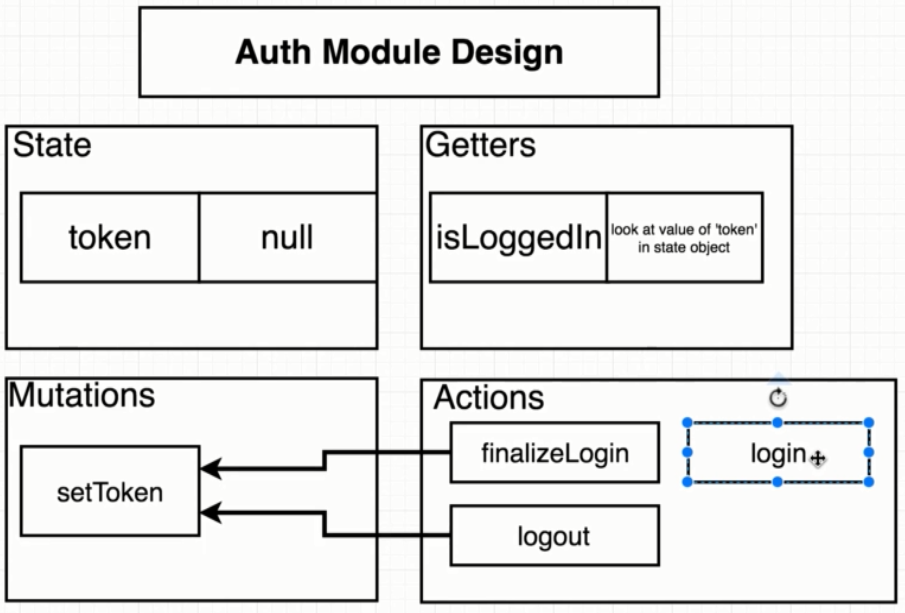 Auth Module Design
State
token
null
Getters
isLoggedIn
look at value of 'token'
in state object
Mutations
setToken
Actions
finalizeLogin
login
logout